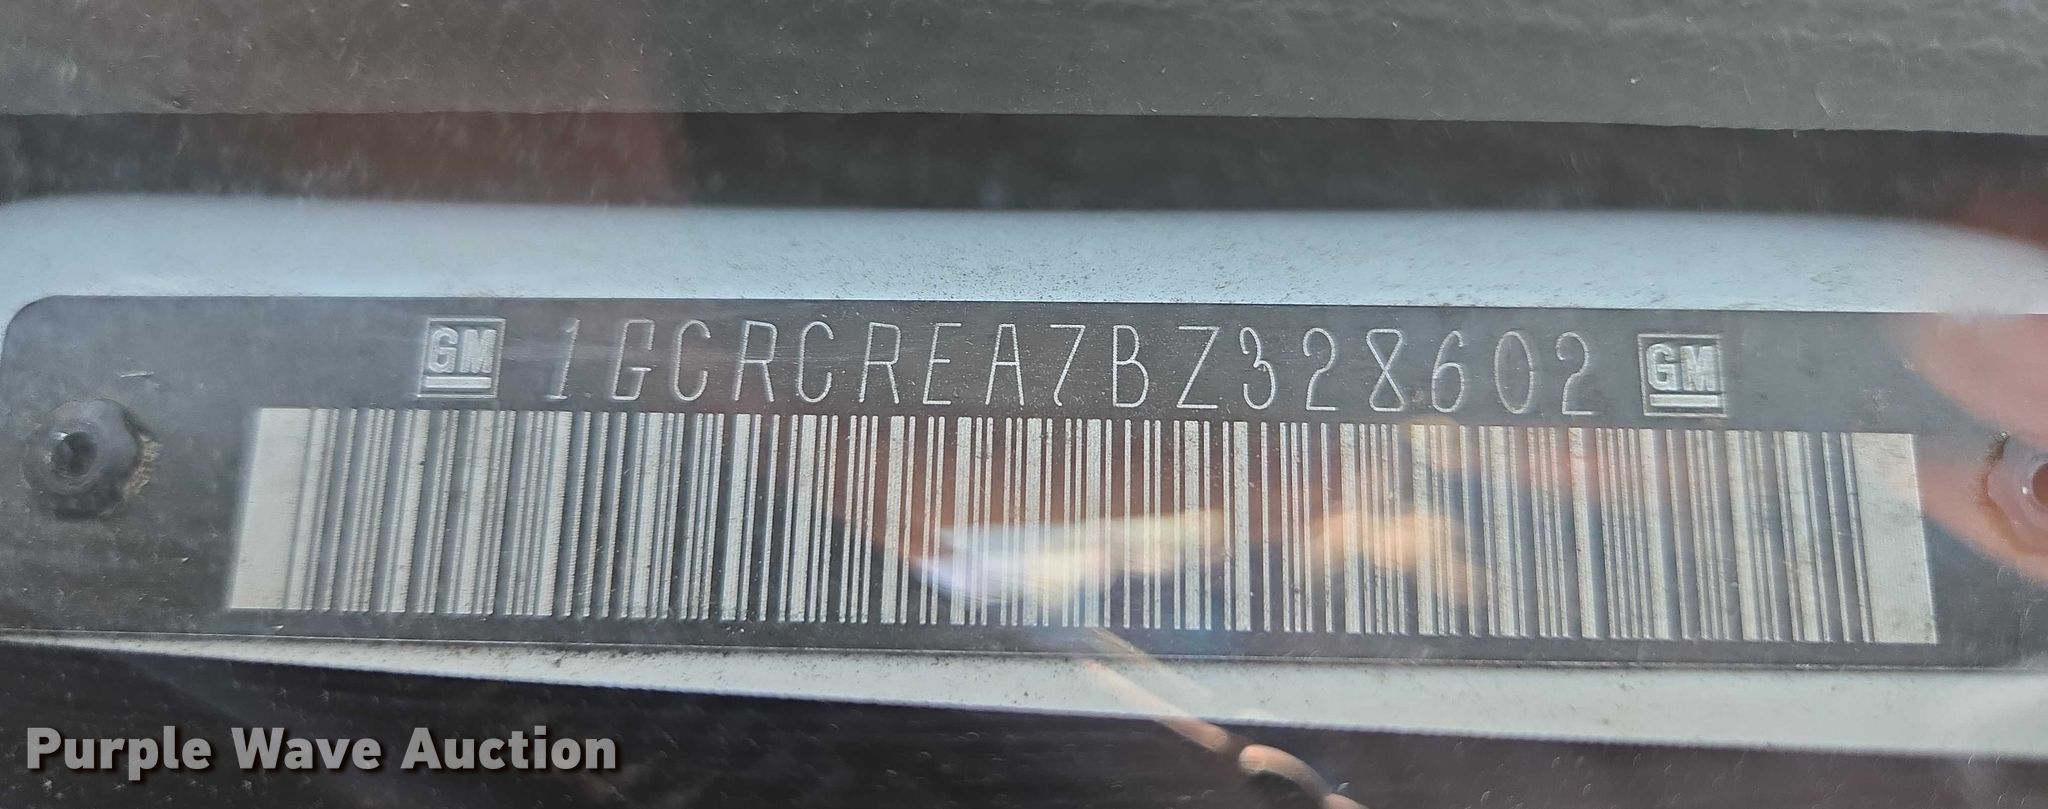 GM 1GCRCREA7BZ328602 GM
Purple Wave Auction